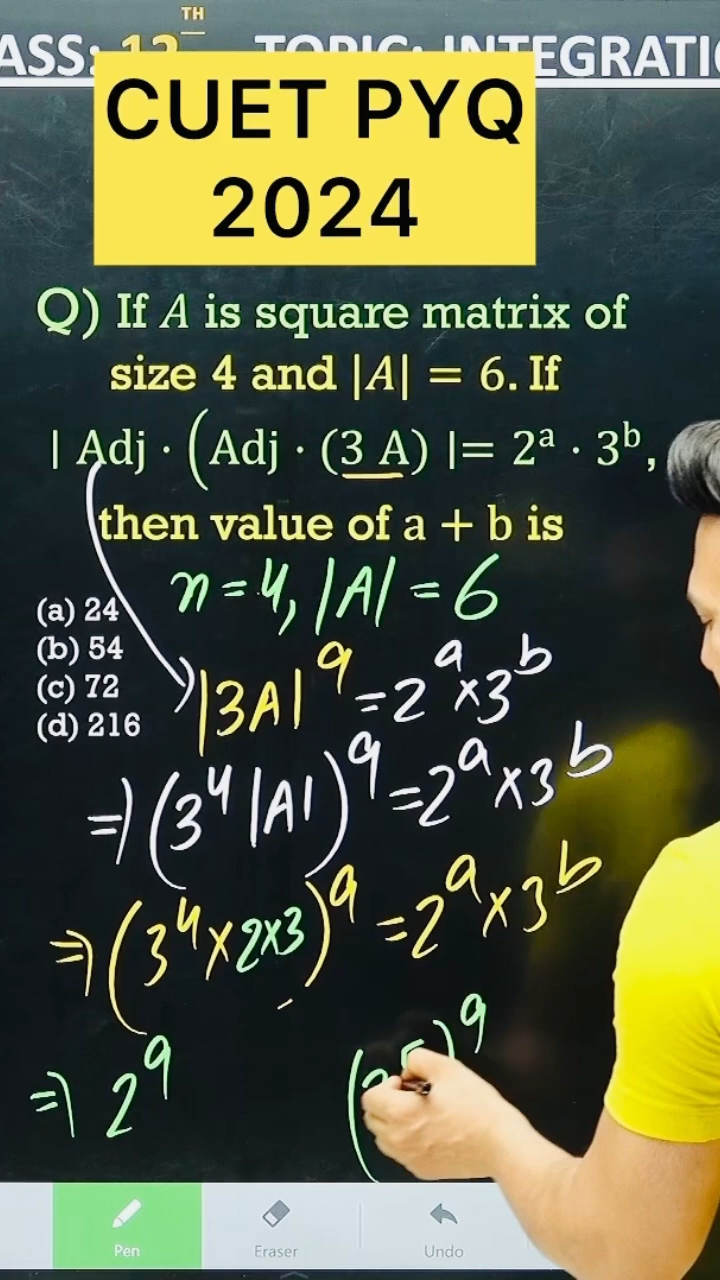 ASS: 12TH TOPIC: INTEGRATI
CUET PYQ
2024
Q) If A is square matrix of
size 4 and |A| = 6. If
| Adj · (Adj · (3 A) |= 2ᵃ · 3ᵇ,
then value of a + b is
n=4, |A| = 6
(a) 24
(b) 54
(c) 72
(d) 216
|3A|⁹ = 2ᵃ×3ᵇ
⇒ (3⁴ |A|)⁹ = 2ᵃ×3ᵇ
⇒ (3⁴×2×3)⁹ = 2ᵃ×3ᵇ
⇒ 2⁹ ( )⁹
Pen
Eraser
Undo